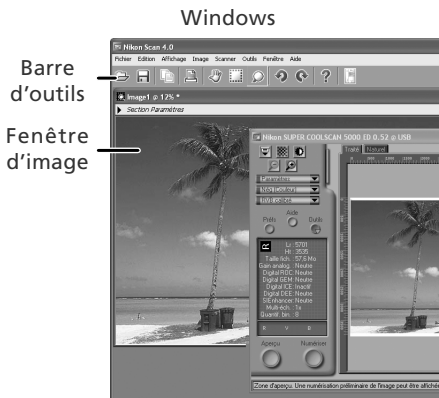 Windows
Barre
d'outils
Fenêtre
d'image
Nikon Scan 4.0
Fichier Edition Affichage Image Scanner Outils Fenêtre Aide
Image1 @ 12% *
Section Paramètres
Nikon SUPER COOLSCAN 5000 ED 0.52 @ USB
Traité Naturel
Paramètres
Nég.(Couleur)
RVB calibré
Prêts Aide Outils
R
L: 5701
Ht: 3535
Taille fich.: 57,6 Mo
Gain analog.: Neutre
Digital ROC: Neutre
Digital GEM: Neutre
Digital ICE: Inactif
Digital DEE: Neutre
SIEnhancer: Neutre
Multi-éch.: 1x
Quantif. bin.: 8
R V B
Aperçu Numériser
Zone d'aperçu. Une numérisation préliminaire de l'image peut être affichée